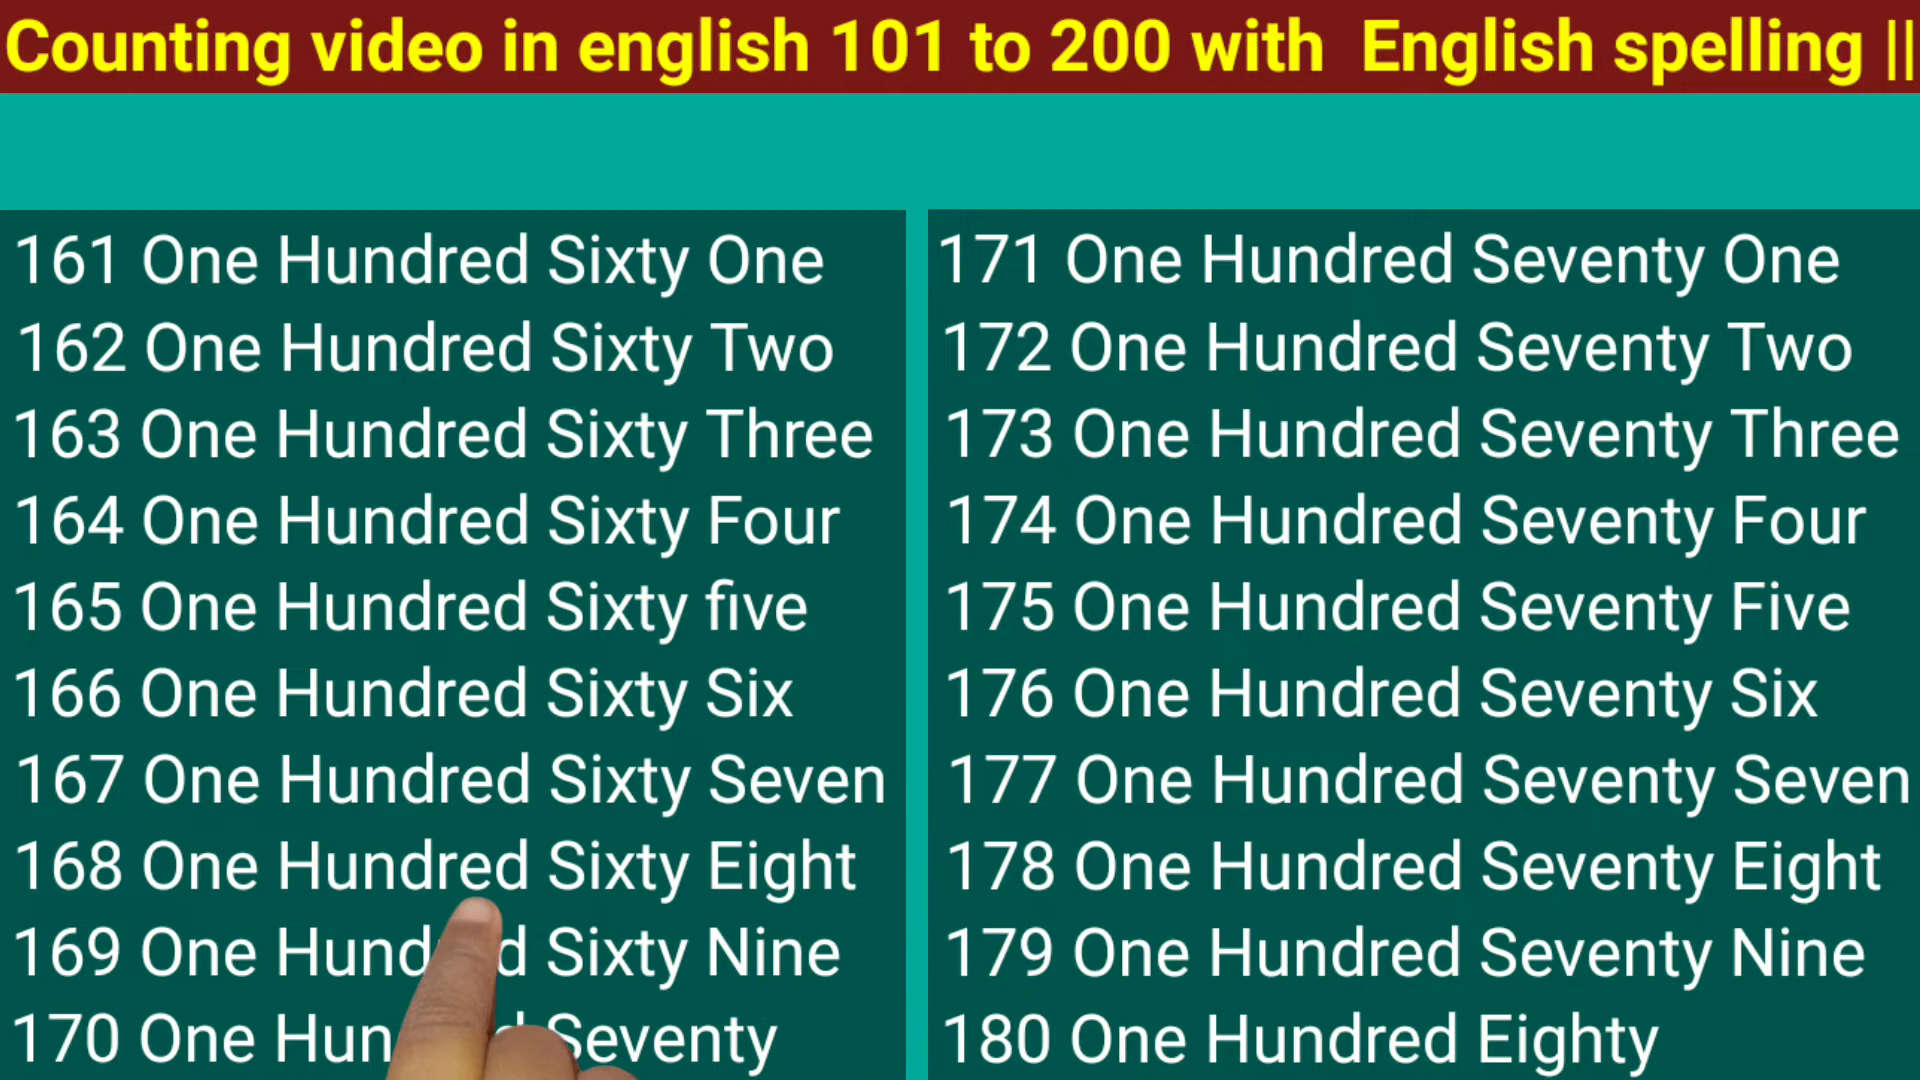 Counting video in english 101 to 200 with English spelling ||
161 One Hundred Sixty One
162 One Hundred Sixty Two
163 One Hundred Sixty Three
164 One Hundred Sixty Four
165 One Hundred Sixty five
166 One Hundred Sixty Six
167 One Hundred Sixty Seven
168 One Hundred Sixty Eight
169 One Hundred Sixty Nine
170 One Hundred Seventy
171 One Hundred Seventy One
172 One Hundred Seventy Two
173 One Hundred Seventy Three
174 One Hundred Seventy Four
175 One Hundred Seventy Five
176 One Hundred Seventy Six
177 One Hundred Seventy Seven
178 One Hundred Seventy Eight
179 One Hundred Seventy Nine
180 One Hundred Eighty